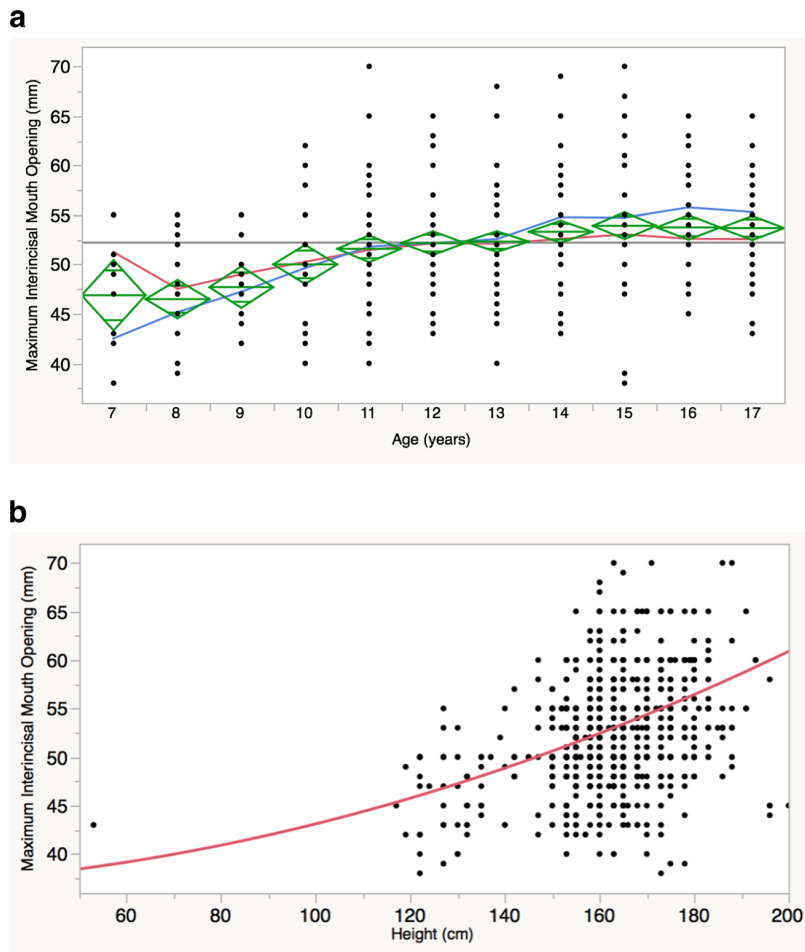 a
Maximum Interincisal Mouth Opening (mm)
70
65
60
55
50
45
40
7 8 9 10 11 12 13 14 15 16 17
Age (years)
b
Maximum Interincisal Mouth Opening (mm)
70
65
60
55
50
45
40
60 80 100 120 140 160 180 200
Height (cm)